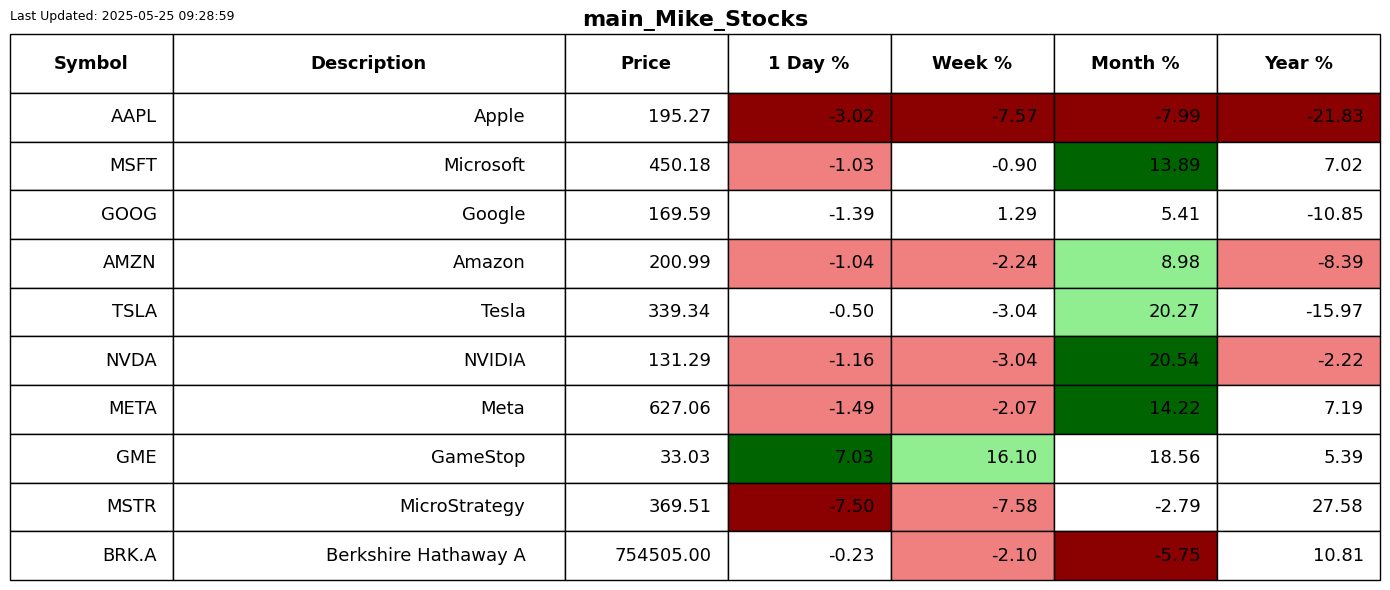 Last Updated: 2025-05-25 09:28:59
main_Mike_Stocks
Symbol Description Price 1 Day % Week % Month % Year %
AAPL Apple 195.27 -3.02 -7.57 -7.99 -21.83
MSFT Microsoft 450.18 -1.03 -0.90 13.89 7.02
GOOG Google 169.59 -1.39 1.29 5.41 -10.85
AMZN Amazon 200.99 -1.04 -2.24 8.98 -8.39
TSLA Tesla 339.34 -0.50 -3.04 20.27 -15.97
NVDA NVIDIA 131.29 -1.16 -3.04 20.54 -2.22
META Meta 627.06 -1.49 -2.07 14.22 7.19
GME GameStop 33.03 7.03 16.10 18.56 5.39
MSTR MicroStrategy 369.51 -7.50 -7.58 -2.79 27.58
BRK.A Berkshire Hathaway A 754505.00 -0.23 -2.10 -5.75 10.81